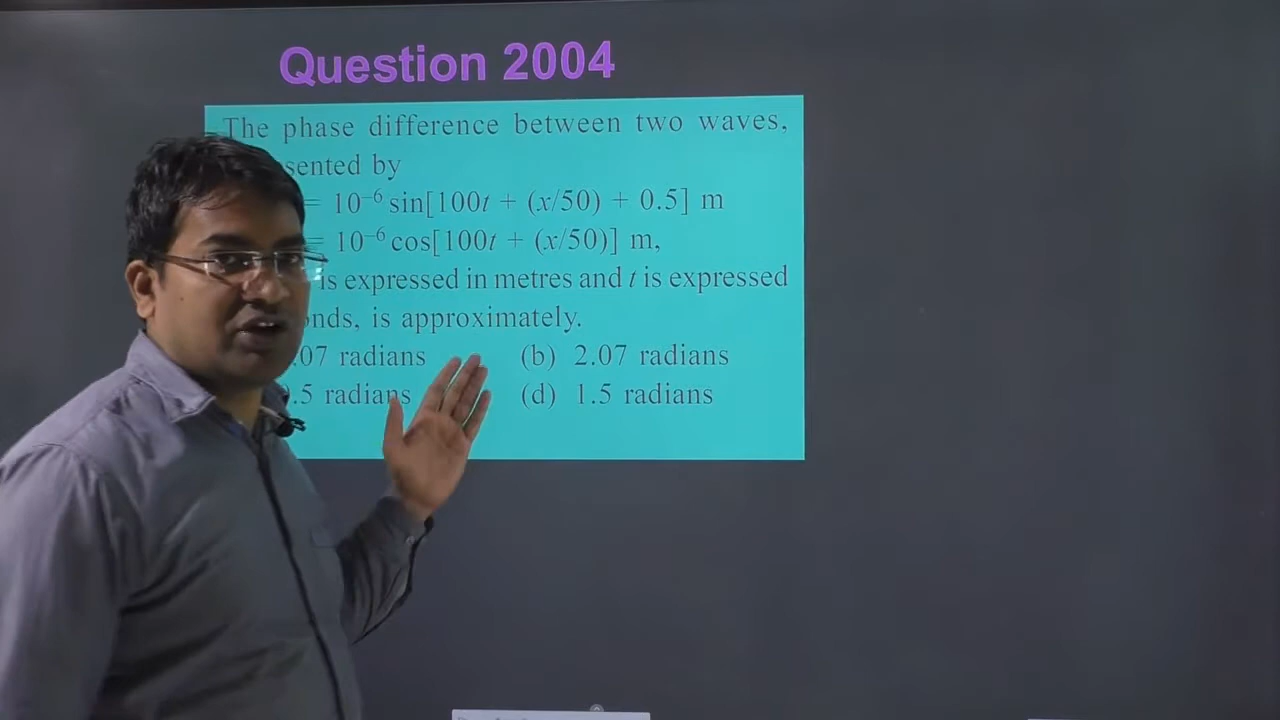 Question 2004
The phase difference between two waves,
sented by
= 10⁻⁶ sin[100t + (x/50) + 0.5] m
= 10⁻⁶ cos[100t + (x/50)] m,
is expressed in metres and t is expressed
onds, is approximately.
.07 radians (b) 2.07 radians
.5 radians (d) 1.5 radians